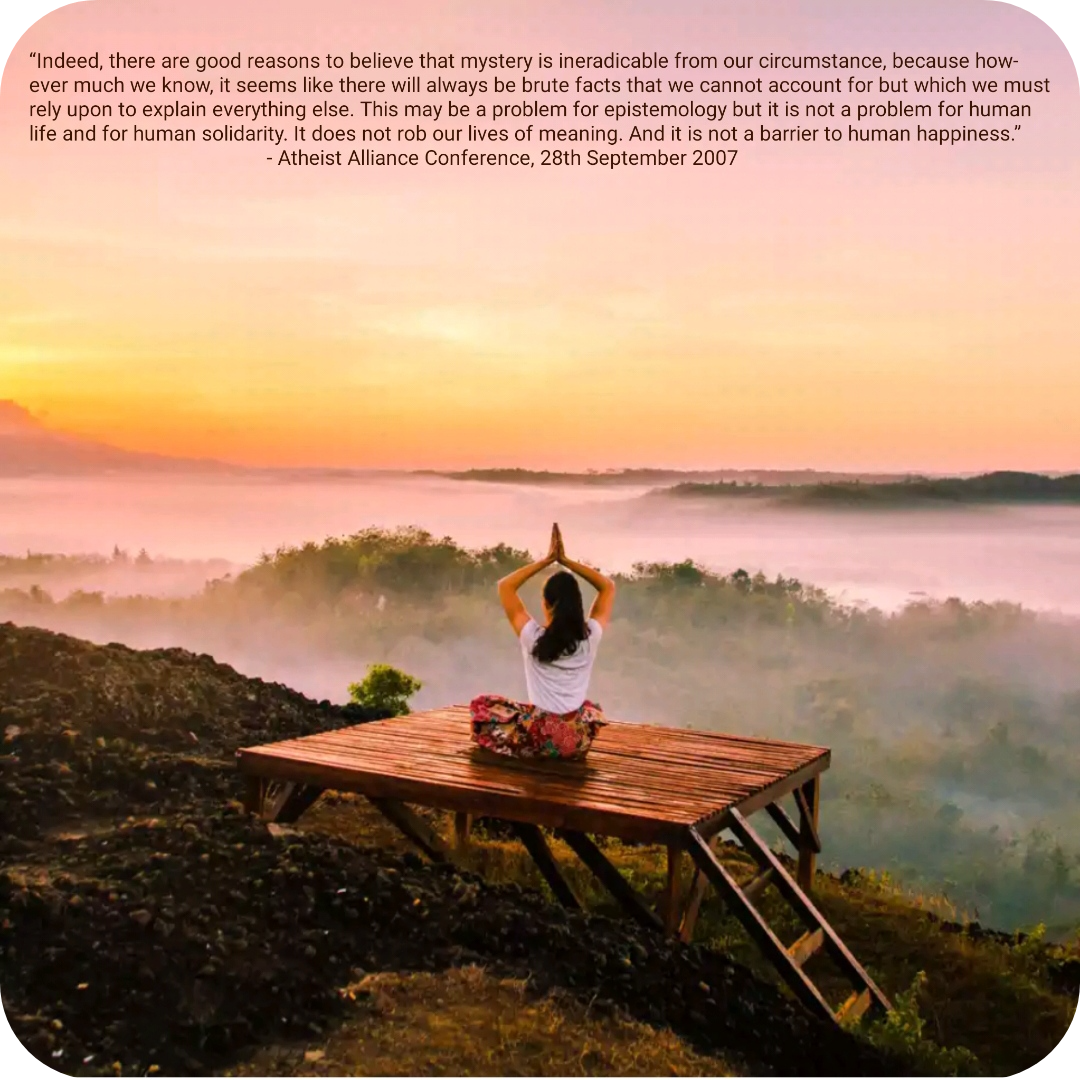 “Indeed, there are good reasons to believe that mystery is ineradicable from our circumstance, because how-
ever much we know, it seems like there will always be brute facts that we cannot account for but which we must
rely upon to explain everything else. This may be a problem for epistemology but it is not a problem for human
life and for human solidarity. It does not rob our lives of meaning. And it is not a barrier to human happiness.”
- Atheist Alliance Conference, 28th September 2007